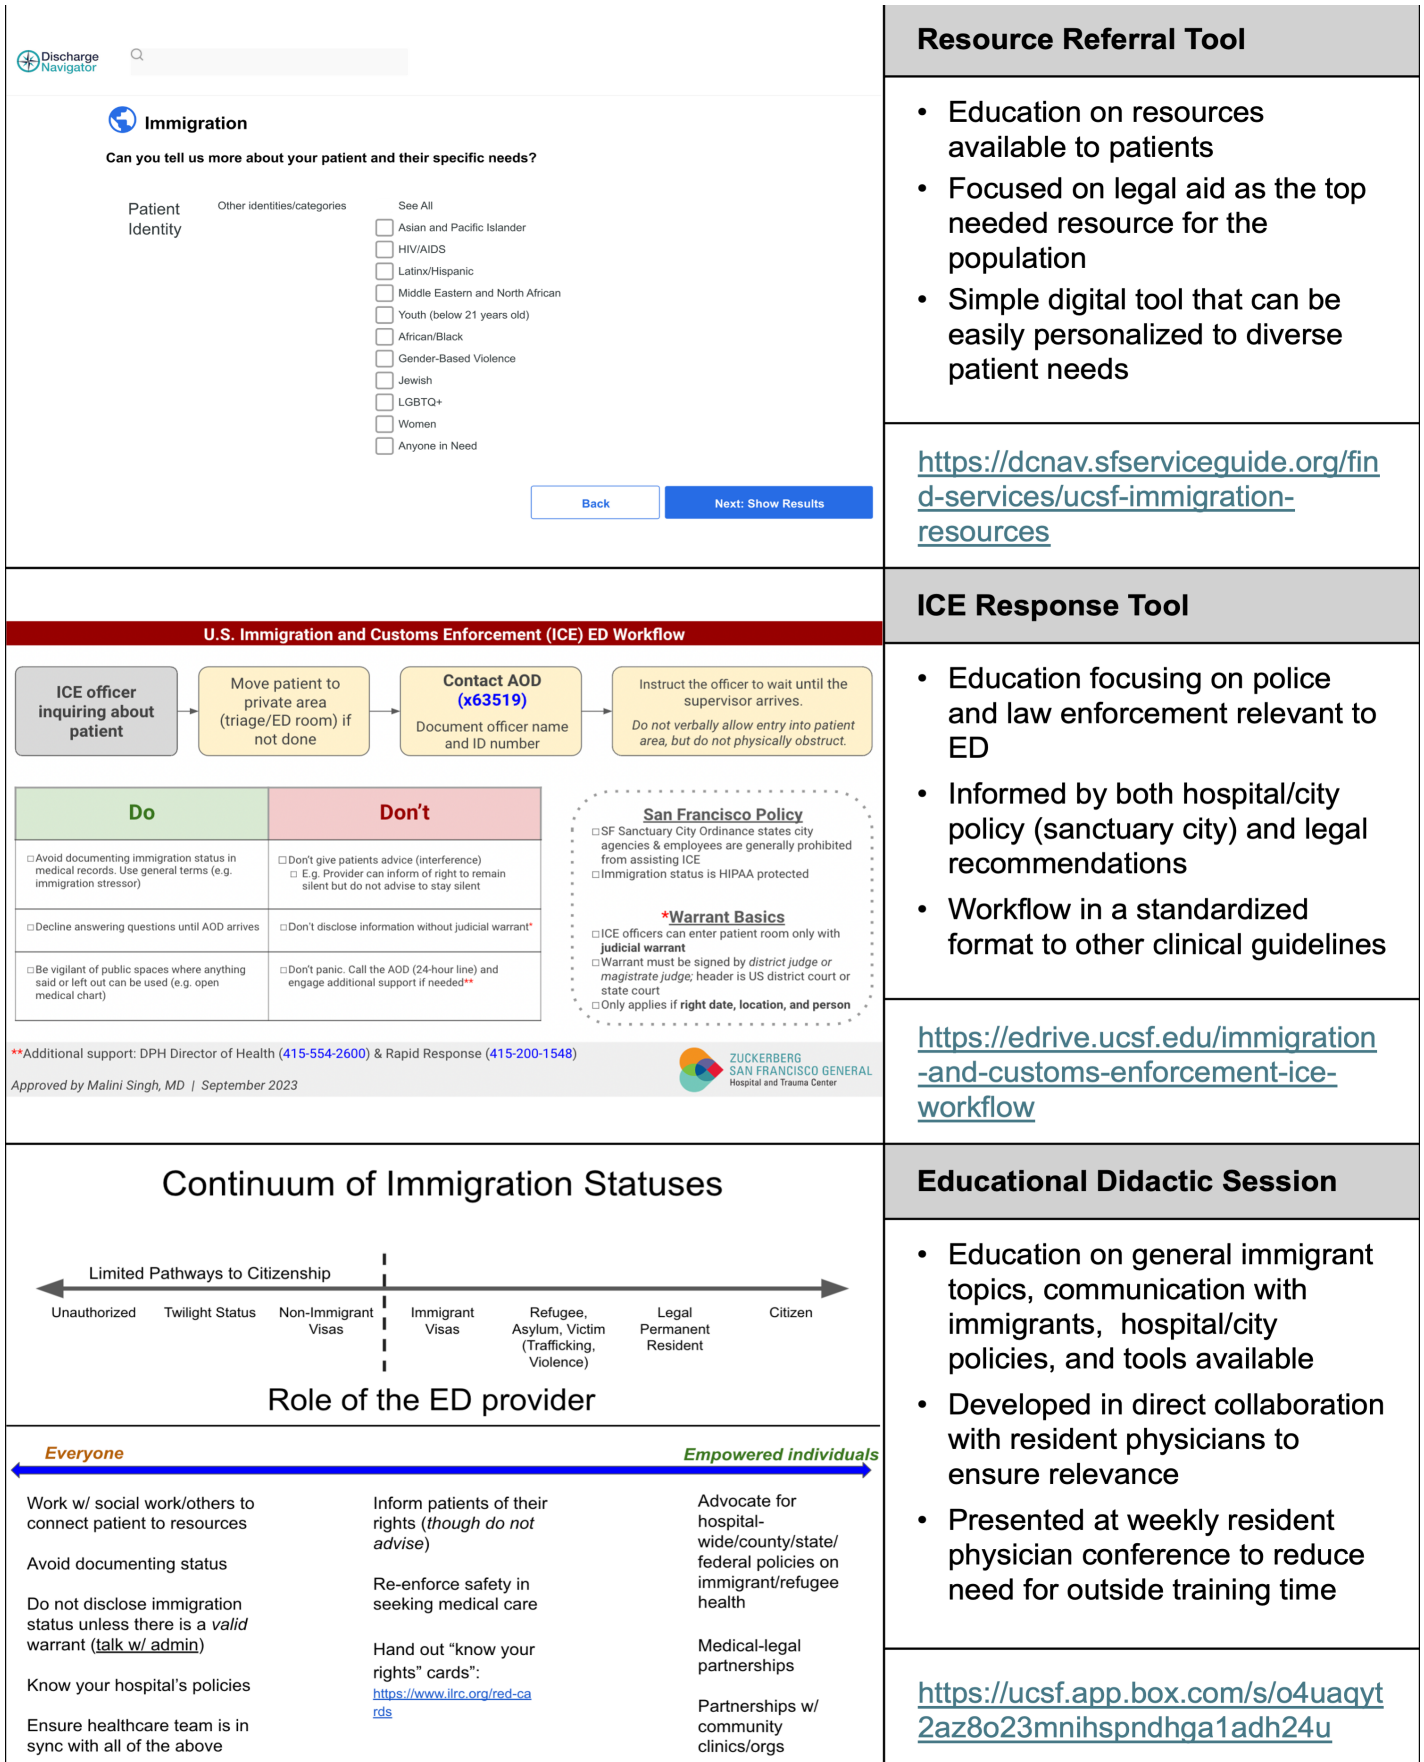 Discharge
Navigator
Immigration
Can you tell us more about your patient and their specific needs?
Patient
Identity
Other identities/categories
See All
Asian and Pacific Islander
HIV/AIDS
Latinx/Hispanic
Middle Eastern and North African
Youth (below 21 years old)
African/Black
Gender-Based Violence
Jewish
LGBTQ+
Women
Anyone in Need
Back
Next: Show Results
Resource Referral Tool
• Education on resources
available to patients
• Focused on legal aid as the top
needed resource for the
population
• Simple digital tool that can be
easily personalized to diverse
patient needs
https://dcnav.sfserviceguide.org/fin
d-services/ucsf-immigration-
resources
U.S. Immigration and Customs Enforcement (ICE) ED Workflow
ICE officer
inquiring about
patient
Move patient to
private area
(triage/ED room) if
not done
Contact AOD
(x63519)
Document officer name
and ID number
Instruct the officer to wait until the
supervisor arrives.
Do not verbally allow entry into patient
area, but do not physically obstruct.
Do
Don't
Avoid documenting immigration status in
medical records. Use general terms (e.g.
immigration stressor)
Don't give patients advice (interference)
E.g. Provider can inform of right to remain
silent but do not advise to stay silent
Decline answering questions until AOD arrives
Don't disclose information without judicial warrant*
Be vigilant of public spaces where anything
said or left out can be used (e.g. open
medical chart)
Don't panic. Call the AOD (24-hour line) and
engage additional support if needed**
San Francisco Policy
SF Sanctuary City Ordinance states city
agencies & employees are generally prohibited
from assisting ICE
Immigration status is HIPAA protected
*Warrant Basics
ICE officers can enter patient room only with
judicial warrant
Warrant must be signed by district judge or
magistrate judge; header is US district court or
state court
Only applies if right date, location, and person
**Additional support: DPH Director of Health (415-554-2600) & Rapid Response (415-200-1548)
Approved by Malini Singh, MD | September 2023
ZUCKERBERG
SAN FRANCISCO GENERAL
Hospital and Trauma Center
ICE Response Tool
• Education focusing on police
and law enforcement relevant to
ED
• Informed by both hospital/city
policy (sanctuary city) and legal
recommendations
• Workflow in a standardized
format to other clinical guidelines
https://edrive.ucsf.edu/immigration
-and-customs-enforcement-ice-
workflow
Continuum of Immigration Statuses
Limited Pathways to Citizenship
Unauthorized
Twilight Status
Non-Immigrant
Visas
Immigrant
Visas
Refugee,
Asylum, Victim
(Trafficking,
Violence)
Legal
Permanent
Resident
Citizen
Role of the ED provider
Everyone
Empowered individuals
Work w/ social work/others to
connect patient to resources
Avoid documenting status
Do not disclose immigration
status unless there is a valid
warrant (talk w/ admin)
Know your hospital's policies
Ensure healthcare team is in
sync with all of the above
Inform patients of their
rights (though do not
advise)
Re-enforce safety in
seeking medical care
Hand out “know your
rights” cards”:
https://www.ilrc.org/red-ca
rds
Advocate for
hospital-
wide/county/state/
federal policies on
immigrant/refugee
health
Medical-legal
partnerships
Partnerships w/
community
clinics/orgs
Educational Didactic Session
• Education on general immigrant
topics, communication with
immigrants, hospital/city
policies, and tools available
• Developed in direct collaboration
with resident physicians to
ensure relevance
• Presented at weekly resident
physician conference to reduce
need for outside training time
https://ucsf.app.box.com/s/o4uaqyt
2az8o23mnihspndhga1adh24u